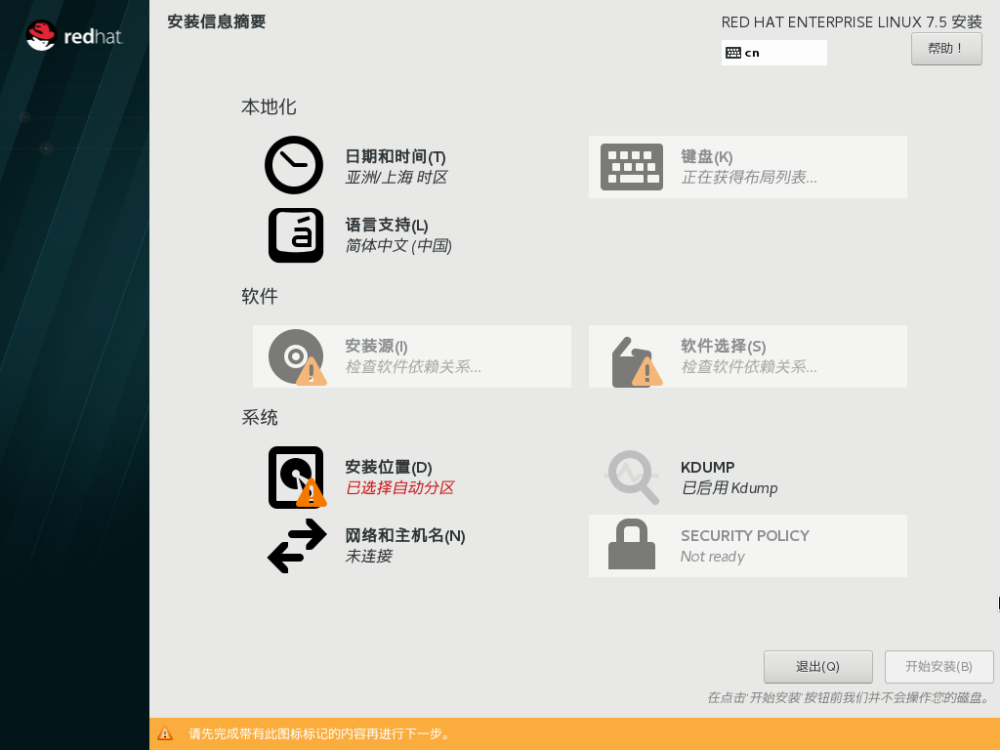 redhat.
安装信息摘要
RED HAT ENTERPRISE LINUX 7.5 安装
cn
帮助！
本地化
日期和时间(T)
亚洲/上海 时区
键盘(K)
正在获得布局列表...
语言支持(L)
简体中文 (中国)
软件
安装源(I)
检查软件依赖关系...
软件选择(S)
检查软件依赖关系...
系统
安装位置(D)
已选择自动分区
KDUMP
已启用 Kdump
网络和主机名(N)
未连接
SECURITY POLICY
Not ready
退出(Q)
开始安装(B)
在点击'开始安装'按钮前我们并不会操作您的磁盘。
请先完成带有此图标标记的内容再进行下一步。